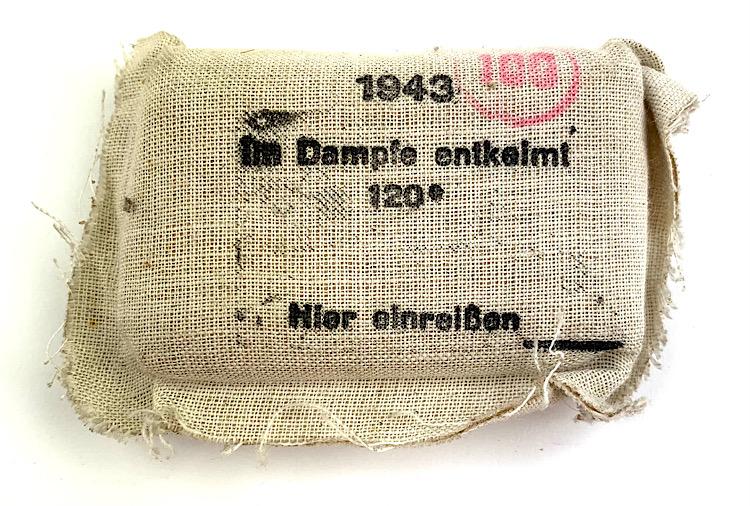 100
1943
Im Dampfe entkeimt
120°
Hier einreißen